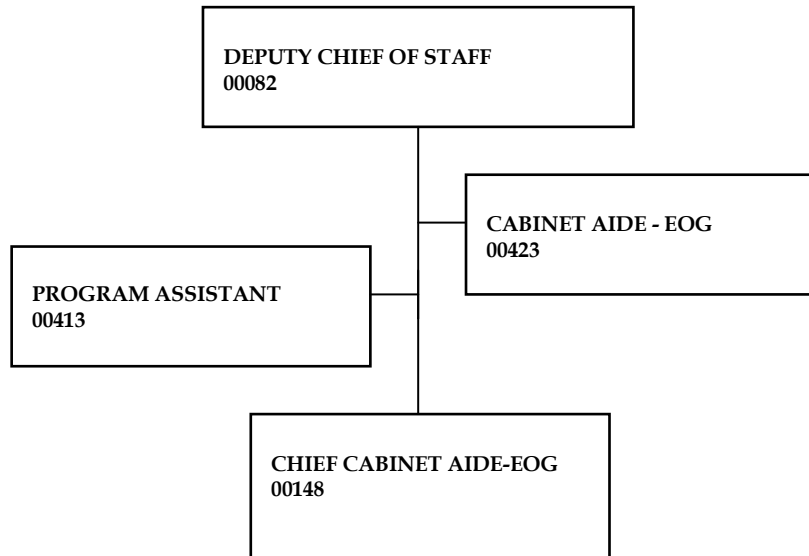 DEPUTY CHIEF OF STAFF
00082
CABINET AIDE - EOG
00423
PROGRAM ASSISTANT
00413
CHIEF CABINET AIDE-EOG
00148